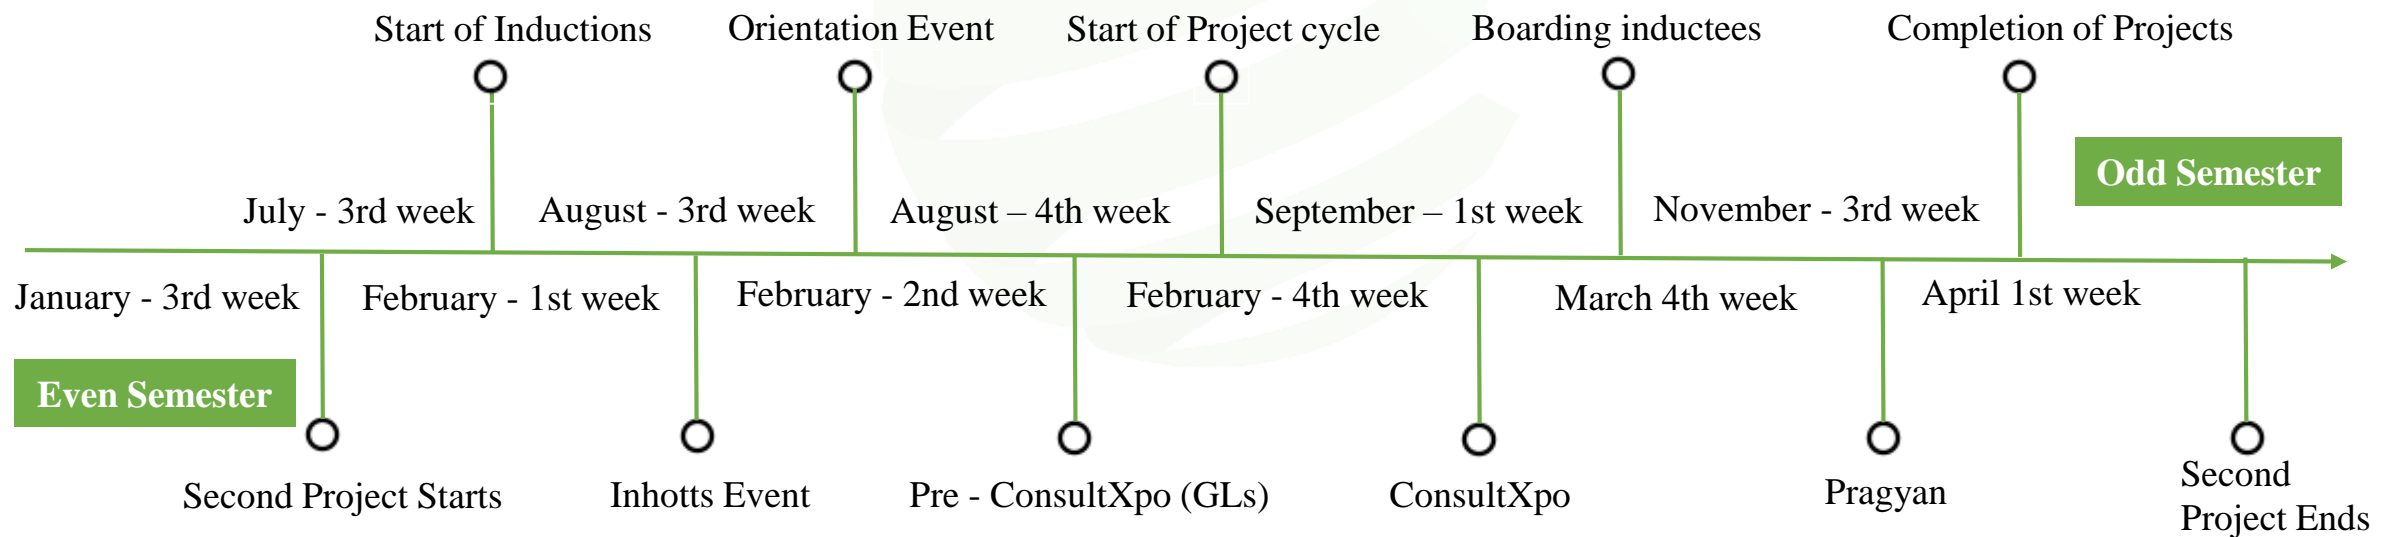 Start of Inductions
Orientation Event
Start of Project cycle
Boarding inductees
Completion of Projects
Odd Semester
July - 3rd week
August - 3rd week
August – 4th week
September – 1st week
November - 3rd week
January - 3rd week
February - 1st week
February - 2nd week
February - 4th week
March 4th week
April 1st week
Even Semester
Second Project Starts
Inhotts Event
Pre - ConsultXpo (GLs)
ConsultXpo
Pragyan
Second
Project Ends